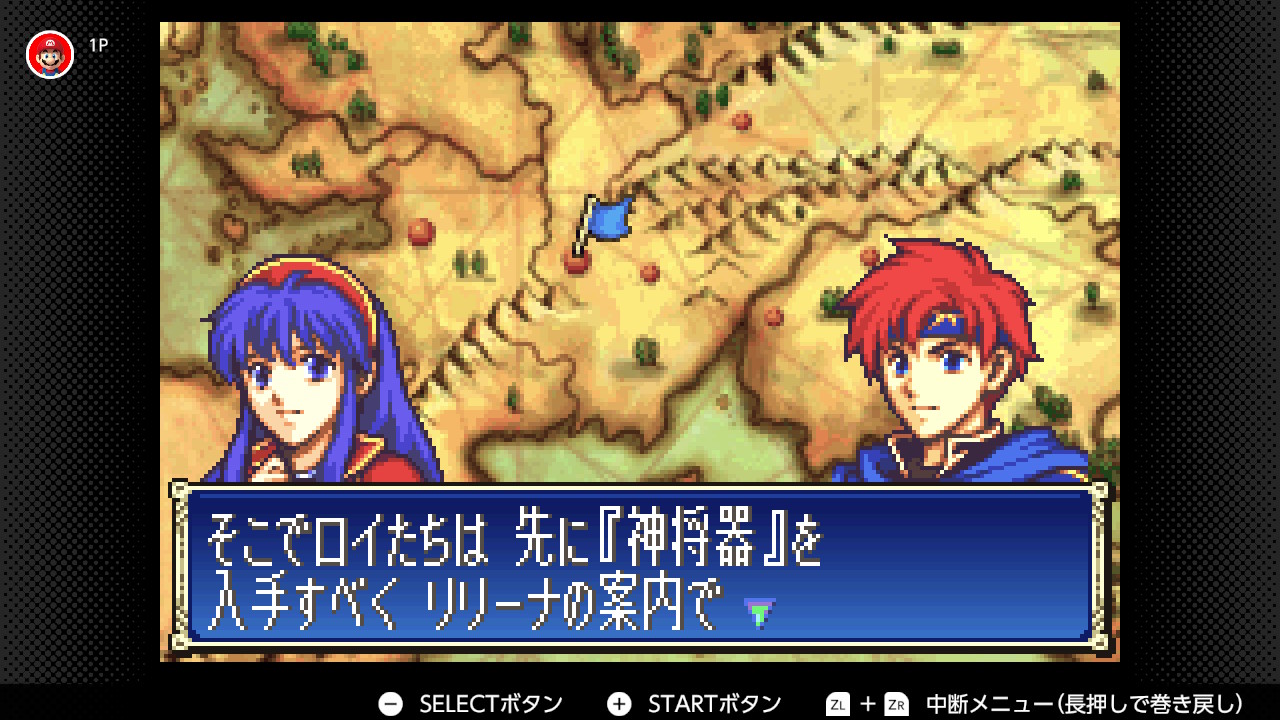 1P
そこでロイたちは 先に『神将器』を
入手すべく リリーナの案内で
SELECTボタン
STARTボタン
ZL + ZR 中断メニュー(長押しで巻き戻し)